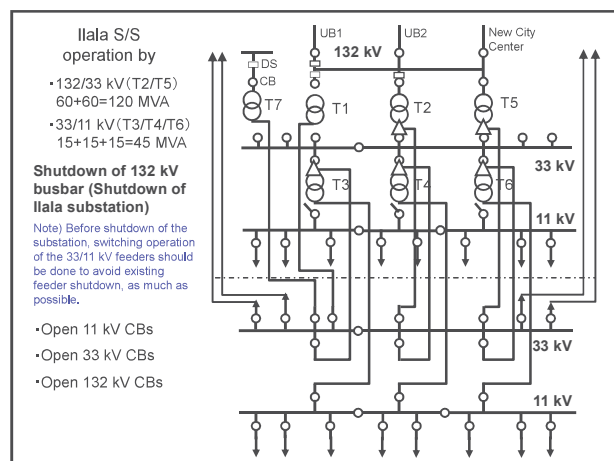 Ilala S/S
operation by
・132/33 kV(T2/T5)
60+60=120 MVA
・33/11 kV(T3/T4/T6)
15+15+15=45 MVA
Shutdown of 132 kV
busbar (Shutdown of
Ilala substation)
Note) Before shutdown of the
substation, switching operation
of the 33/11 kV feeders should
be done to avoid existing
feeder shutdown, as much as
possible.
・Open 11 kV CBs
・Open 33 kV CBs
・Open 132 kV CBs
UB1
UB2
New City
Center
132 kV
DS
CB
T7
T1
T2
T5
33 kV
T3
T4
T6
11 kV
33 kV
11 kV